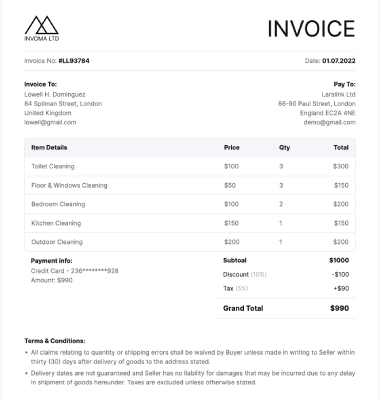 INVOICE
INVOMA LTD
Invoice No: #LL93784 Date: 01.07.2022
Invoice To: Pay To:
Lowell H. Dominguez Laralink Ltd
84 Spilman Street, London 86-90 Paul Street, London
United Kingdom England EC2A 4NE
lowell@gmail.com demo@gmail.com
Item Details Price Qty Total
Toilet Cleaning $100 3 $300
Floor & Windows Cleaning $50 3 $150
Bedroom Cleaning $100 2 $200
Kitchen Cleaning $150 1 $150
Outdoor Cleaning $200 1 $200
Payment info: Subtoal $1000
Credit Card - 236********928 Discount (10%) -$100
Amount: $990 Tax (5%) +$90
Grand Total $990
Terms & Conditions:
• All claims relating to quantity or shipping errors shall be waived by Buyer unless made in writing to Seller within
thirty (30) days after delivery of goods to the address stated.
• Delivery dates are not guaranteed and Seller has no liability for damages that may be incurred due to any delay
in shipment of goods hereunder. Taxes are excluded unless otherwise stated.